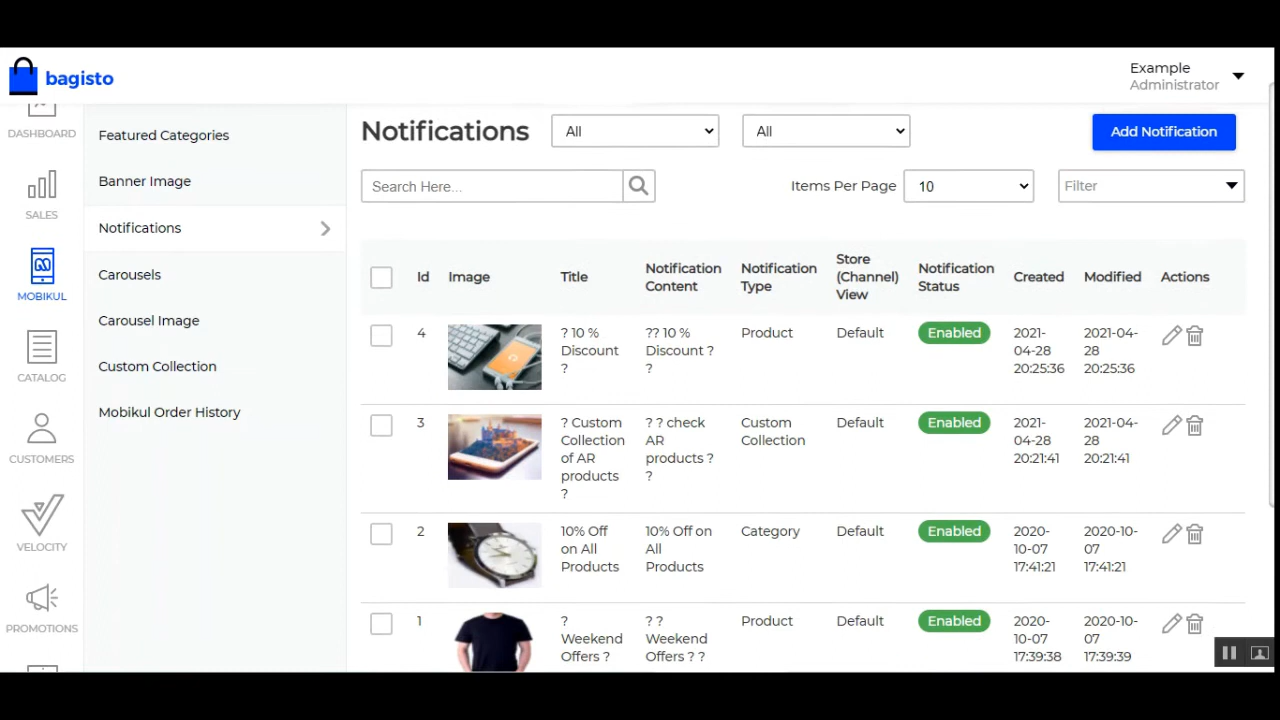 bagisto
Example
Administrator
DASHBOARD
SALES
MOBIKUL
CATALOG
CUSTOMERS
VELOCITY
PROMOTIONS
Featured Categories
Banner Image
Notifications
Carousels
Carousel Image
Custom Collection
Mobikul Order History
Notifications
All
All
Add Notification
Search Here...
Items Per Page
10
Filter
Id
Image
Title
Notification
Content
Notification
Type
Store
(Channel)
View
Notification
Status
Created
Modified
Actions
4
? 10 %
Discount
?
?? 10 %
Discount ?
?
Product
Default
Enabled
2021-
04-28
20:25:36
2021-04-
28
20:25:36
3
? Custom
Collection
of AR
products
?
? ? check
AR
products ?
?
Custom
Collection
Default
Enabled
2021-
04-28
20:21:41
2021-04-
28
20:21:41
2
10% Off
on All
Products
10% Off on
All
Products
Category
Default
Enabled
2020-
10-07
17:41:21
2020-10-
07
17:41:21
1
?
Weekend
Offers ?
? ?
Weekend
Offers ? ?
Product
Default
Enabled
2020-
10-07
17:39:38
2020-10-
07
17:39:39